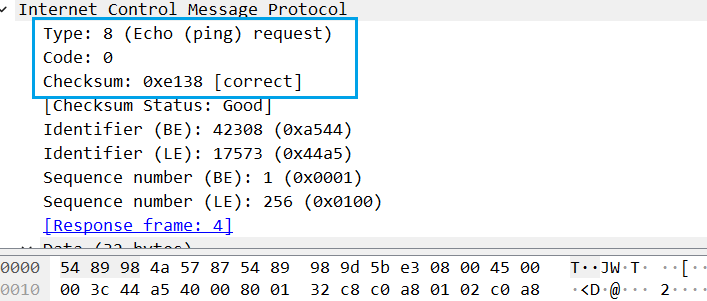 Internet Control Message Protocol
Type: 8 (Echo (ping) request)
Code: 0
Checksum: 0xe138 [correct]
[Checksum Status: Good]
Identifier (BE): 42308 (0xa544)
Identifier (LE): 17573 (0x44a5)
Sequence number (BE): 1 (0x0001)
Sequence number (LE): 256 (0x0100)
[Response frame: 4]
Data (32 bytes)
0000 54 89 98 4a 57 87 54 89 98 9d 5b e3 08 00 45 00 T··JW·T· ··[···E·
0010 00 3c 44 a5 40 00 80 01 32 c8 c0 a8 01 02 c0 a8 ·<D·@··· 2·······